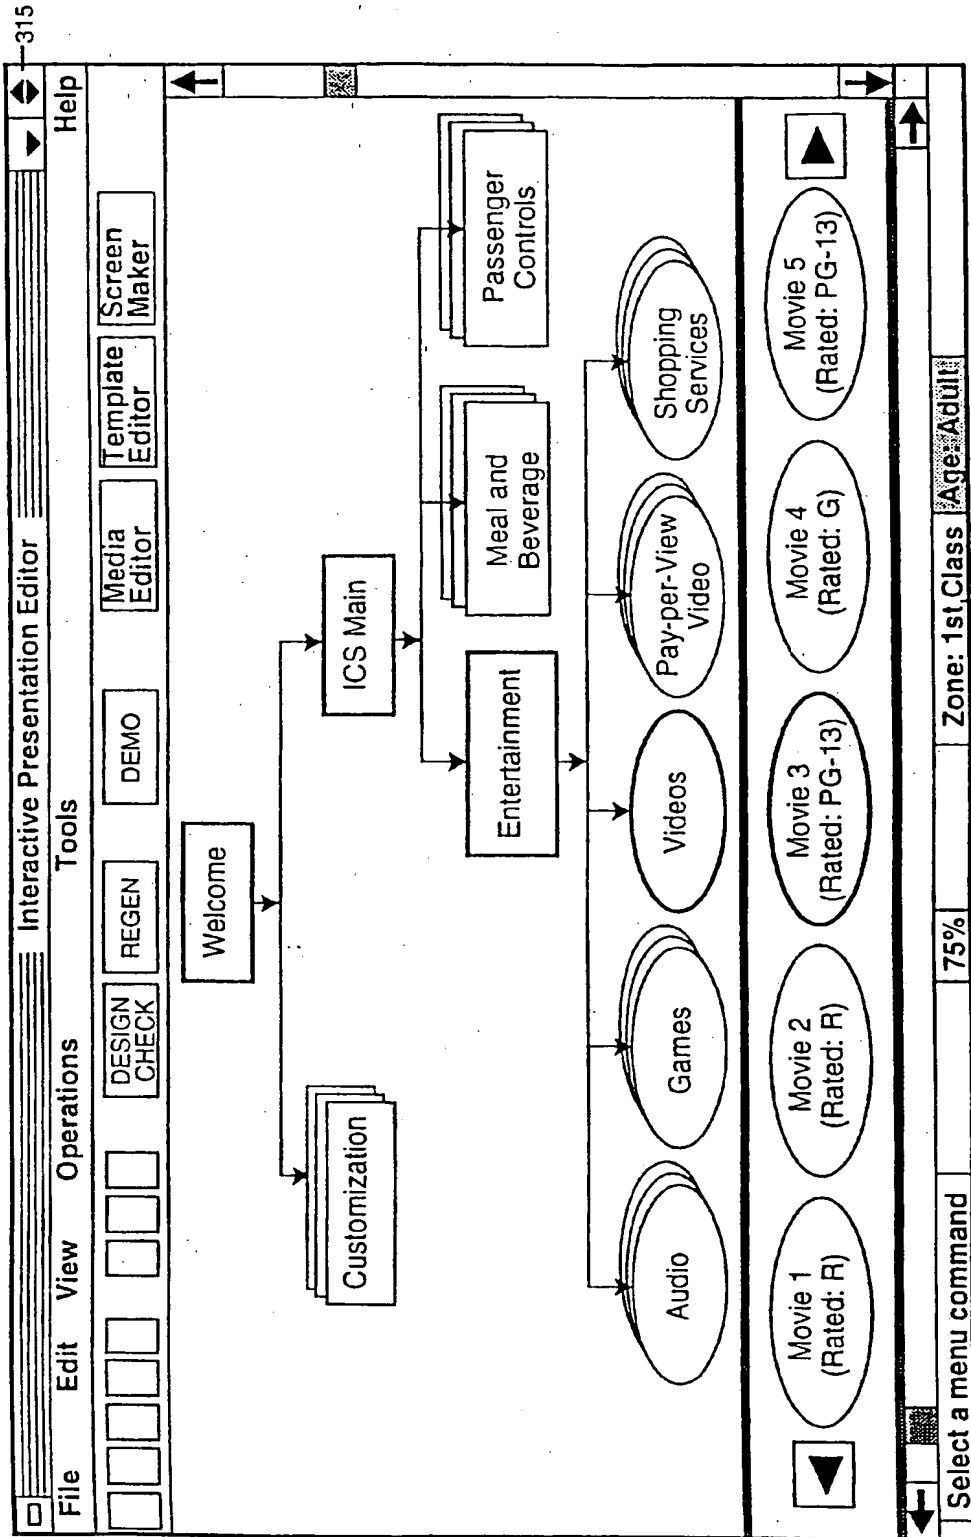 315
Interactive Presentation Editor
File Edit View Operations Tools Help
DESIGN
CHECK
REGEN
DEMO
Media
Editor
Template
Editor
Screen
Maker
Welcome
Customization
ICS Main
Entertainment
Meal and
Beverage
Passenger
Controls
Audio
Games
Videos
Pay-per-View
Video
Shopping
Services
Movie 1
(Rated: R)
Movie 2
(Rated: R)
Movie 3
(Rated: PG-13)
Movie 4
(Rated: G)
Movie 5
(Rated: PG-13)
Select a menu command 75% Zone: 1st Class Age: Adult